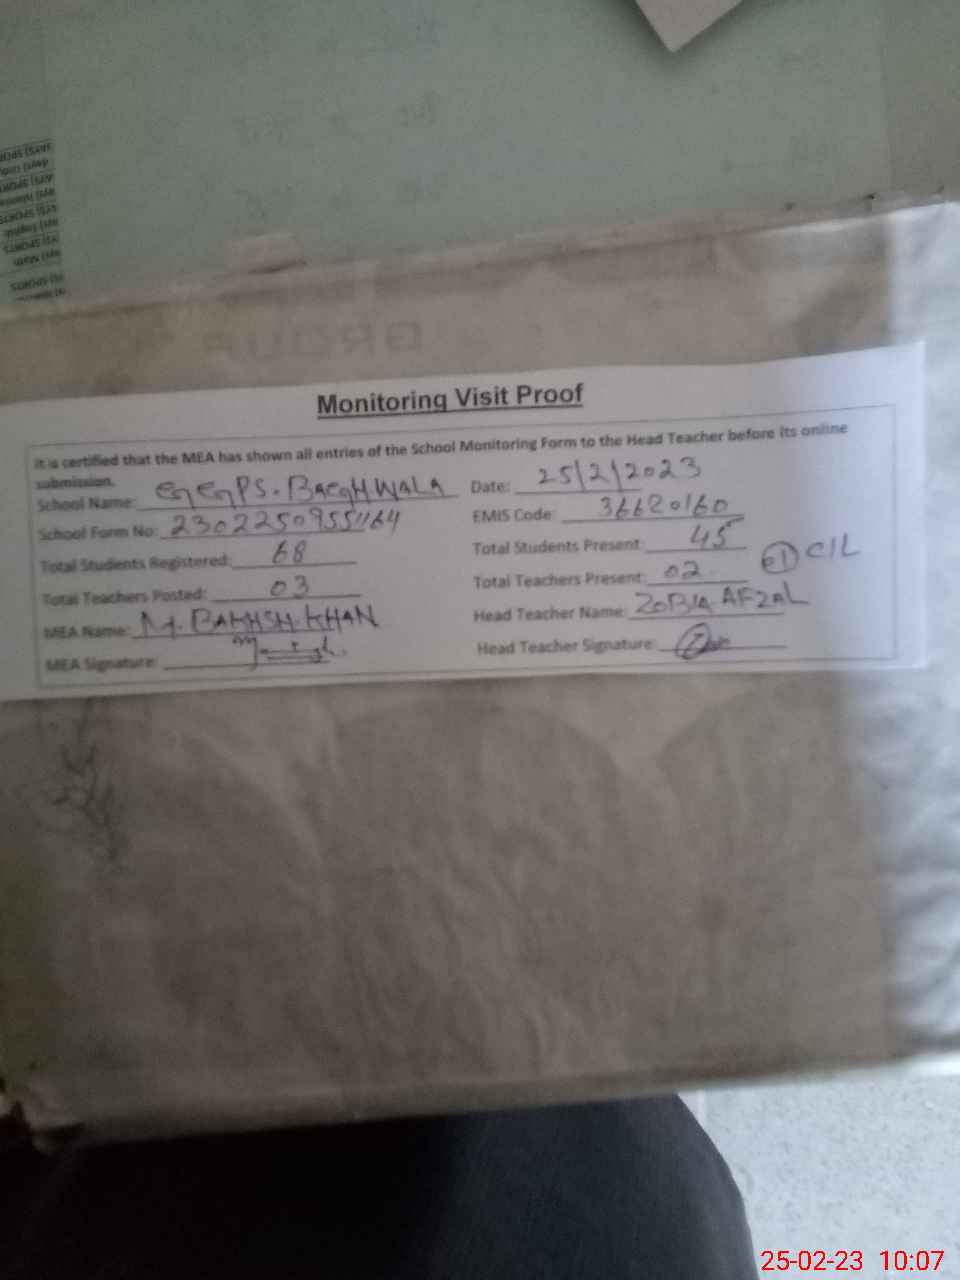 GROUP
Monitoring Visit Proof
It is certified that the MEA has shown all entries of the School Monitoring Form to the Head Teacher before its online
submission.
School Name: GGPS. BAGHWALA Date: 25/2/2023
School Form No: 23022509551164 EMIS Code: 36620160
Total Students Registered: 68 Total Students Present: 45
Total Teachers Posted: 03 Total Teachers Present: 02 01 C/L
MEA Name: M. BAKHSH KHAN Head Teacher Name: ZOBIA AFZAL
MEA Signature: Head Teacher Signature:
25-02-23 10:07